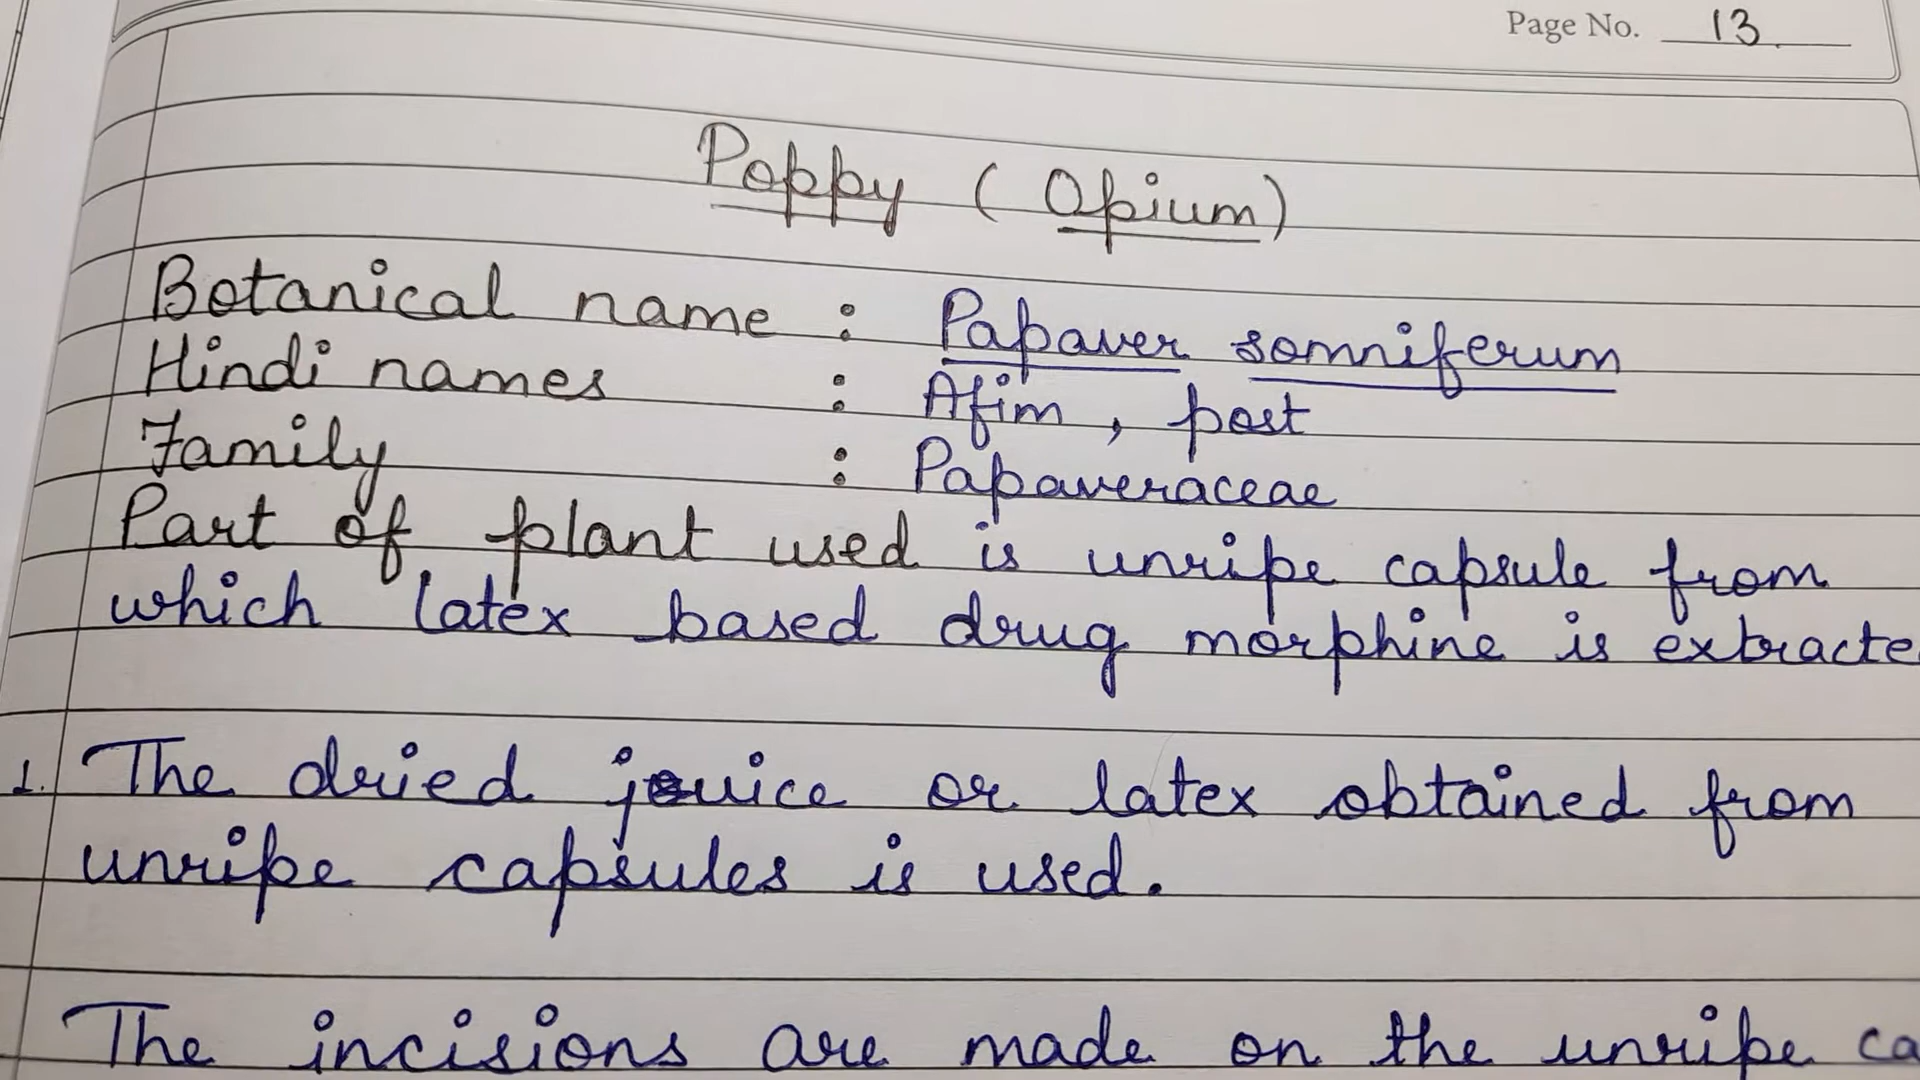 Page No. 13
Poppy (Opium)
Botanical name : Papaver somniferum
Hindi names : Afim, post
Family : Papaveraceae
Part of plant used is unripe capsule from
which latex based drug morphine is extracte
1. The dried juice or latex obtained from
unripe capsules is used.
The incisions are made on the unripe ca